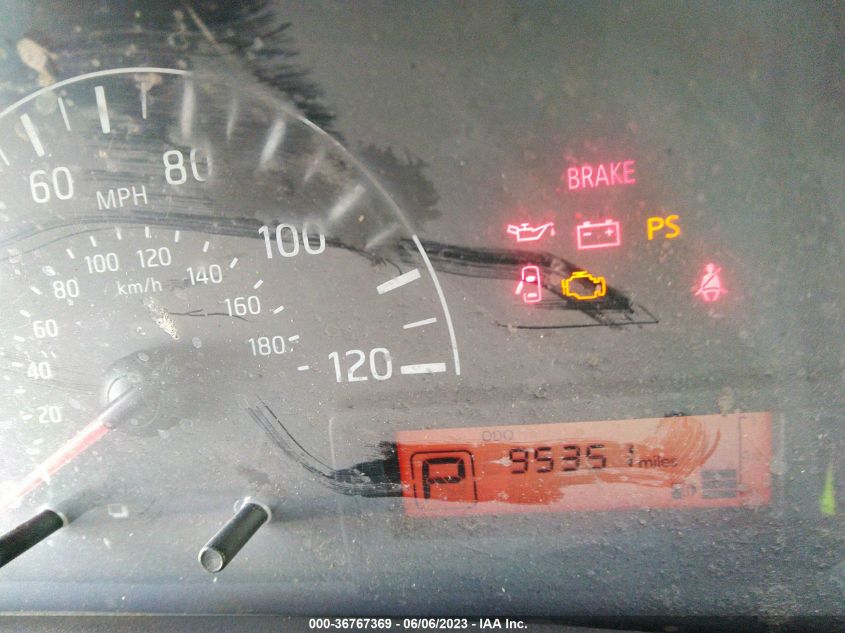 BRAKE
60 80
MPH
PS
100
100 120
80 140
km/h
160
60
180 120
40
20
ODO
P 95351 miles
000-36767369 - 06/06/2023 - IAA Inc.